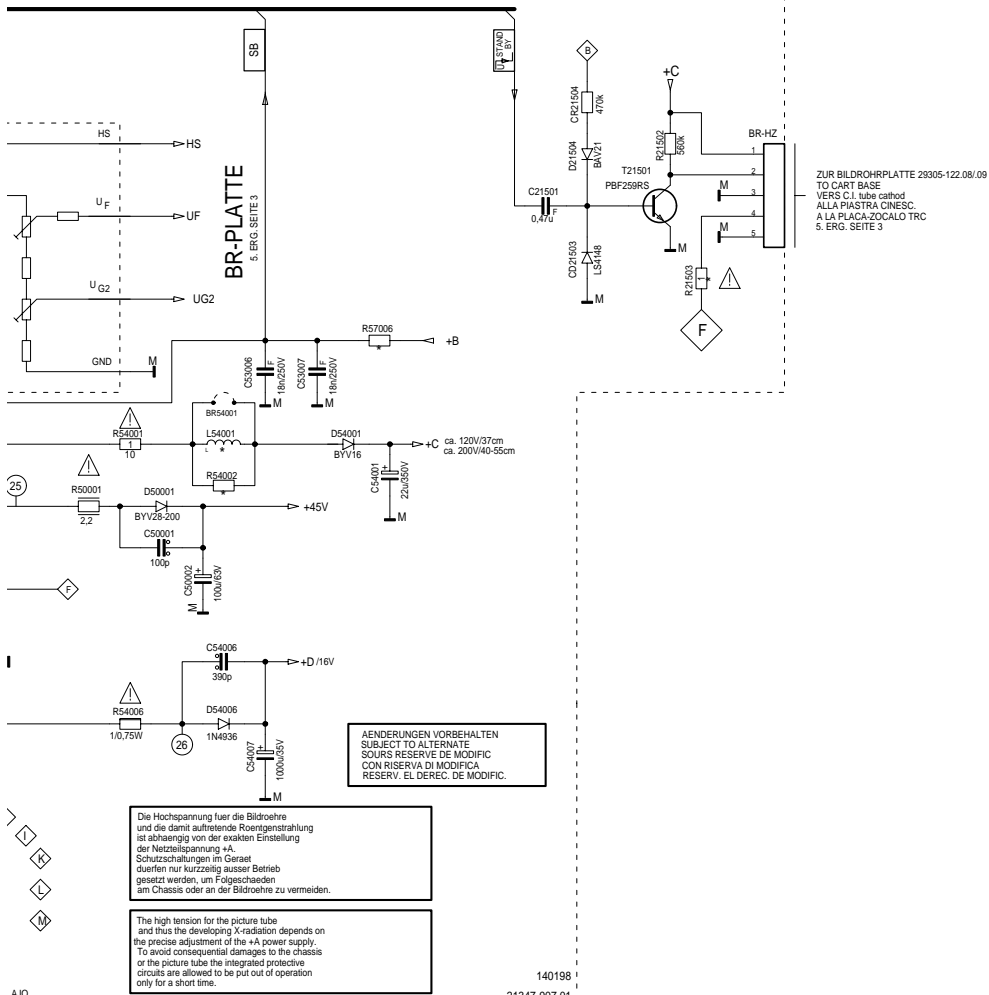 SB
U STAND
BY
B
CR21504
470k
D21504
BAV21
+C
R21502
560k
T21501
PBF259RS
BR-HZ
1
2
3
4
5
M
M
C21501
F
0,47u
CD21503
LS4148
M
M
R21503
1
*
F
ZUR BILDROHRPLATTE 29305-122.08/.09
TO CART BASE
VERS C.I. tube cathod
ALLA PIASTRA CINESC.
A LA PLACA-ZOCALO TRC
5. ERG. SEITE 3
HS
HS
U F
UF
U G2
UG2
GND
M
BR-PLATTE
5. ERG. SEITE 3
R57006
*
+B
C53006
F
18n/250V
M
C53007
F
18n/250V
M
BR54001
R54001
1
10
L54001
L
*
R54002
*
D54001
BYV16
+C
ca. 120V/37cm
ca. 200V/40-55cm
C54001
+
22u/350V
M
25
R50001
2,2
D50001
BYV28-200
+45V
C50001
100p
C50002
+
100u/63V
M
F
C54006
390p
+D /16V
R54006
1/0,75W
26
D54006
1N4936
C54007
+
1000u/35V
M
AENDERUNGEN VORBEHALTEN
SUBJECT TO ALTERNATE
SOURS RESERVE DE MODIFIC
CON RISERVA DI MODIFICA
RESERV. EL DEREC. DE MODIFIC.
I
K
L
M
Die Hochspannung fuer die Bildroehre
und die damit auftretende Roentgenstrahlung
ist abhaengig von der exakten Einstellung
der Netzteilspannung +A.
Schutzschaltungen im Geraet
duerfen nur kurzzeitig ausser Betrieb
gesetzt werden, um Folgeschaeden
am Chassis oder an der Bildroehre zu vermeiden.
The high tension for the picture tube
and thus the developing X-radiation depends on
the precise adjustment of the +A power supply.
To avoid consequential damages to the chassis
or the picture tube the integrated protective
circuits are allowed to be put out of operation
only for a short time.
140198